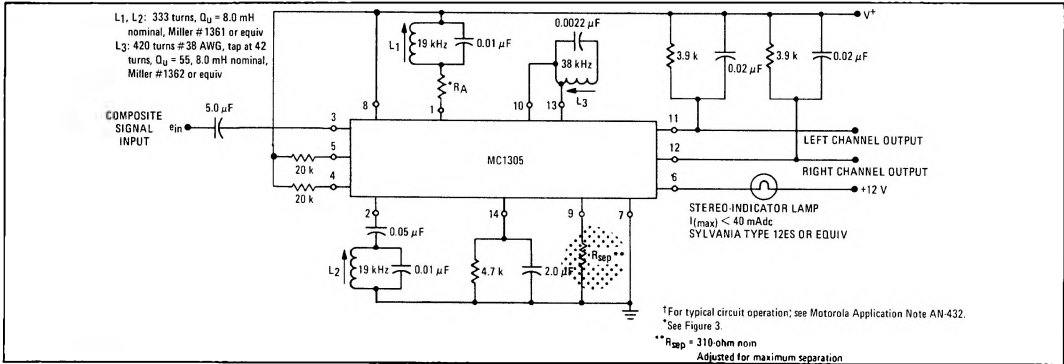 L1, L2: 333 turns, QU = 8.0 mH
nominal, Miller #1361 or equiv
L3: 420 turns #38 AWG, tap at 42
turns, QU = 55, 8.0 mH nominal,
Miller #1362 or equiv
V+
L1
19 kHz
0.01 µF
*RA
0.0022 µF
38 kHz
L3
3.9 k
0.02 µF
3.9 k
0.02 µF
COMPOSITE
SIGNAL
INPUT
ein
5.0 µF
3
8
1
10
13
11
LEFT CHANNEL OUTPUT
5
20 k
4
20 k
MC1305
12
RIGHT CHANNEL OUTPUT
6
+12 V
STEREO-INDICATOR LAMP
I(max) < 40 mAdc
SYLVANIA TYPE 12ES OR EQUIV
2
14
9
7
0.05 µF
L2
19 kHz
0.01 µF
4.7 k
2.0 µF
Rsep **
†For typical circuit operation; see Motorola Application Note AN-432.
*See Figure 3.
**Rsep = 310-ohm nom
Adjusted for maximum separation